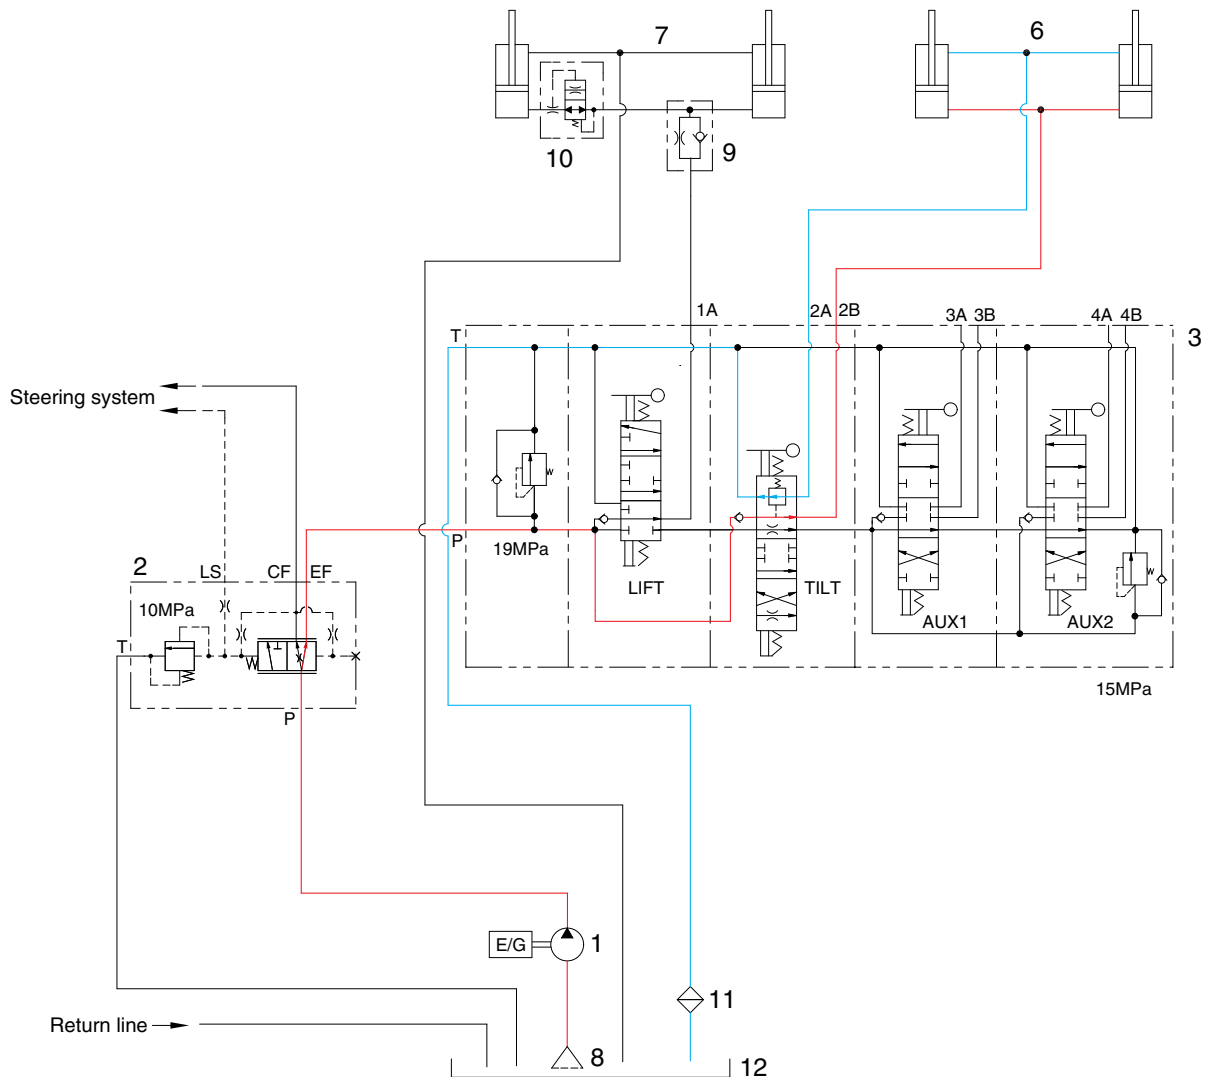 7
6
10
9
1A
2A 2B
3A 3B
4A 4B
T
3
Steering system
P
19MPa
LIFT
TILT
AUX1
AUX2
15MPa
2
LS
CF
EF
10MPa
T
P
E/G
1
11
Return line
8
12